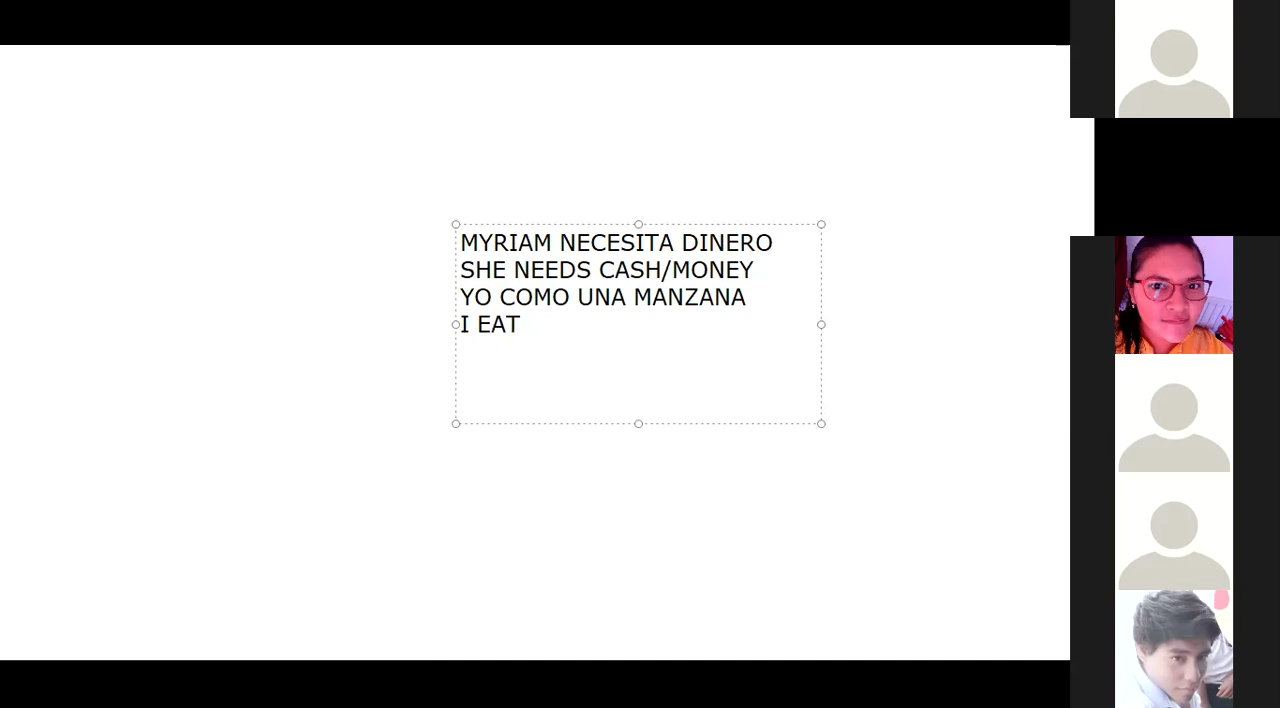 MYRIAM NECESITA DINERO
SHE NEEDS CASH/MONEY
YO COMO UNA MANZANA
I EAT